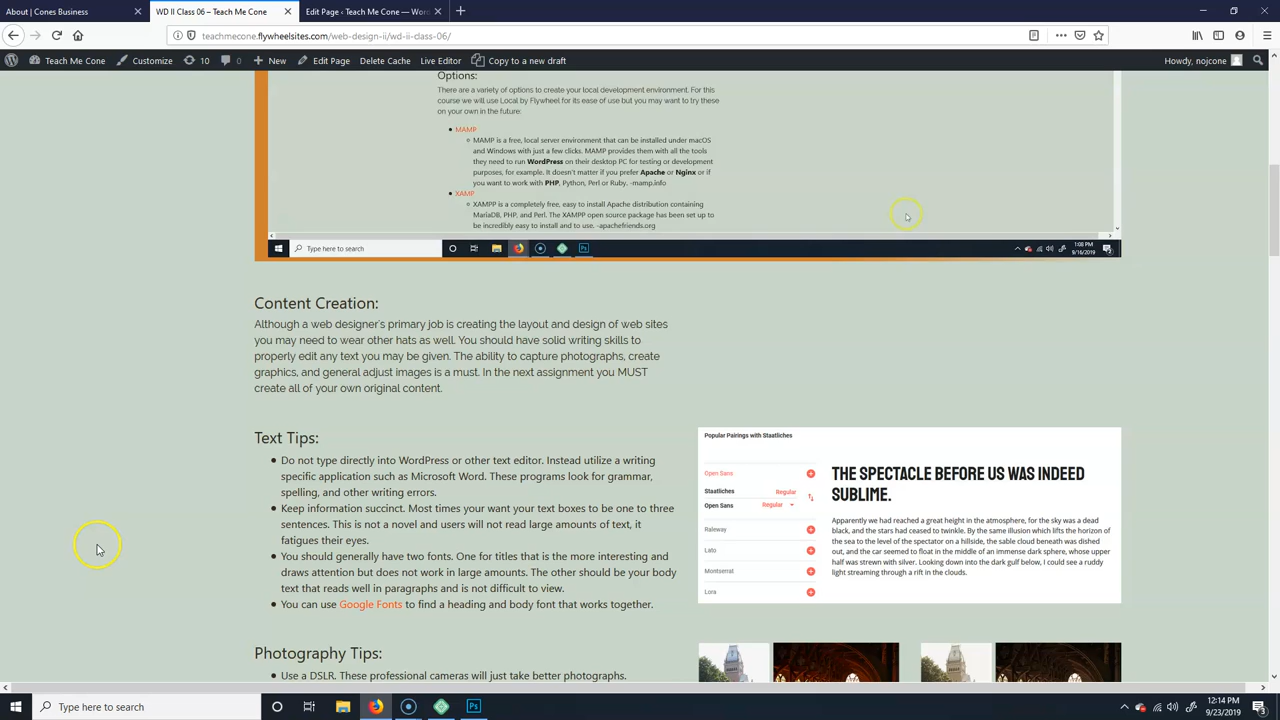 About | Cones Business
WD II Class 06 – Teach Me Cone
Edit Page ‹ Teach Me Cone — Wor
teachmecone.flywheelsites.com/web-design-ii/wd-ii-class-06/
Teach Me Cone
Customize
10
New
Edit Page
Delete Cache
Live Editor
Copy to a new draft
Howdy, nojcone
Options:
There are a variety of options to create your local development environment. For this
course we will use Local by Flywheel for its ease of use but you may want to try these
on your own in the future:
MAMP
MAMP is a free, local server environment that can be installed under macOS
and Windows with just a few clicks. MAMP provides them with all the tools
they need to run WordPress on their desktop PC for testing or development
purposes, for example. It doesn't matter if you prefer Apache or Nginx or if
you want to work with PHP, Python, Perl or Ruby. -mamp.info
XAMP
XAMPP is a completely free, easy to install Apache distribution containing
MariaDB, PHP, and Perl. The XAMPP open source package has been set up to
be incredibly easy to install and to use. -apachefriends.org
Type here to search
1:08 PM
9/16/2019
Content Creation:
Although a web designer's primary job is creating the layout and design of web sites
you may need to wear other hats as well. You should have solid writing skills to
properly edit any text you may be given. The ability to capture photographs, create
graphics, and general adjust images is a must. In the next assignment you MUST
create all of your own original content.
Text Tips:
Do not type directly into WordPress or other text editor. Instead utilize a writing
specific application such as Microsoft Word. These programs look for grammar,
spelling, and other writing errors.
Keep information succinct. Most times your want your text boxes to be one to three
sentences. This is not a novel and users will not read large amounts of text, it
fatigues their eyes.
You should generally have two fonts. One for titles that is the more interesting and
draws attention but does not work in large amounts. The other should be your body
text that reads well in paragraphs and is not difficult to view.
You can use Google Fonts to find a heading and body font that works together.
Popular Pairings with Staatliches
Open Sans
Staatliches Regular
Open Sans Regular
Raleway
Lato
Montserrat
Lora
THE SPECTACLE BEFORE US WAS INDEED
SUBLIME.
Apparently we had reached a great height in the atmosphere, for the sky was a dead
black, and the stars had ceased to twinkle. By the same illusion which lifts the horizon of
the sea to the level of the spectator on a hillside, the sable cloud beneath was dished
out, and the car seemed to float in the middle of an immense dark sphere, whose upper
half was strewn with silver. Looking down into the dark gulf below, I could see a ruddy
light streaming through a rift in the clouds.
Photography Tips:
Use a DSLR. These professional cameras will just take better photographs.
Type here to search
Ps
12:14 PM
9/23/2019
3